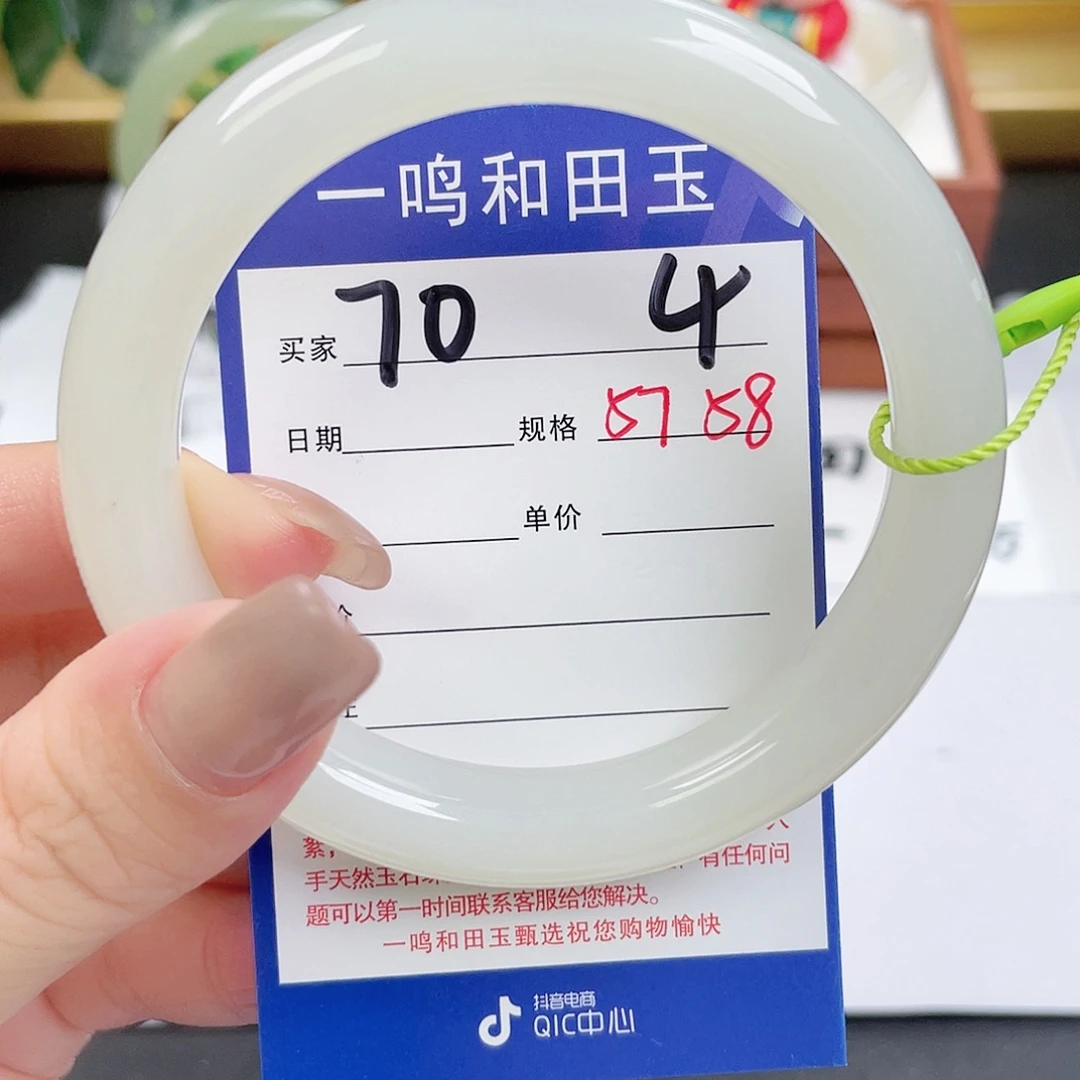 一鸣和田玉
买家 70 4
日期 规格 57 58
单价
手天然玉石
有任何问
题可以第一时间联系客服给您解决。
一鸣和田玉甄选祝您购物愉快
抖音电商
QIC中心